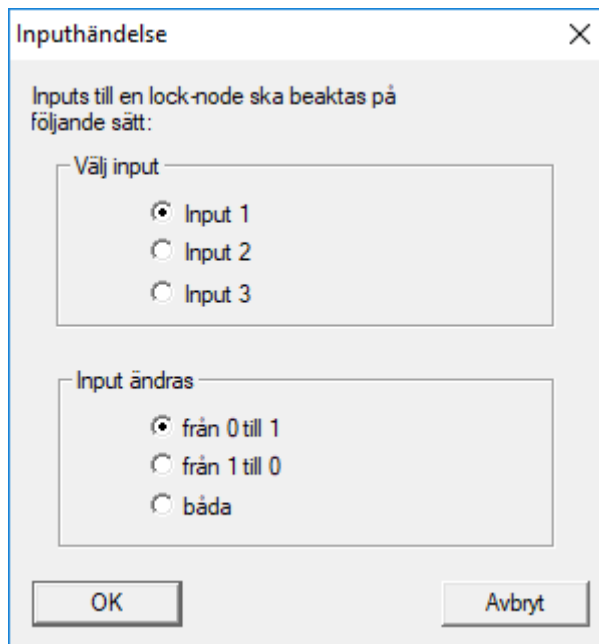 Inputhändelse
Inputs till en lock-node ska beaktas på
följande sätt:
Välj input
Input 1
Input 2
Input 3
Input ändras
från 0 till 1
från 1 till 0
båda
OK
Avbryt